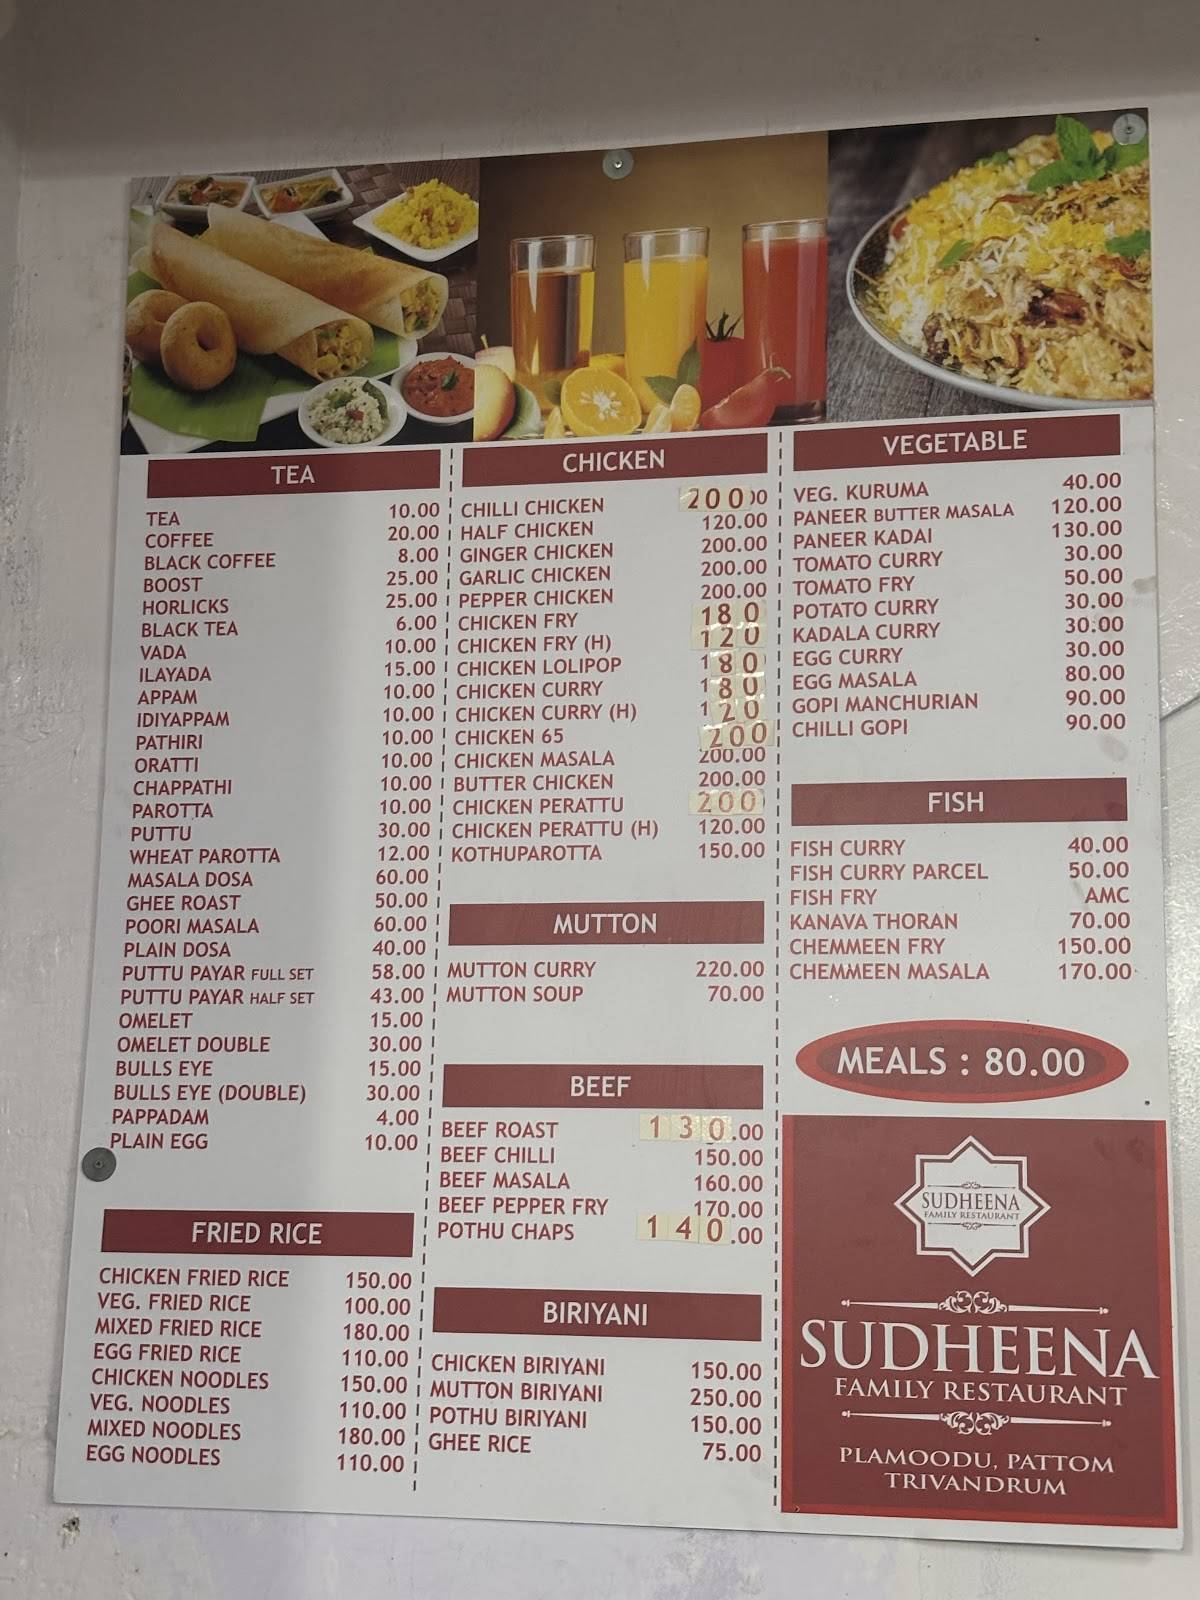 TEA
TEA 10.00
COFFEE 20.00
BLACK COFFEE 8.00
BOOST 25.00
HORLICKS 25.00
BLACK TEA 6.00
VADA 10.00
ILAYADA 15.00
APPAM 10.00
IDIYAPPAM 10.00
PATHIRI 10.00
ORATTI 10.00
CHAPPATHI 10.00
PAROTTA 10.00
PUTTU 30.00
WHEAT PAROTTA 12.00
MASALA DOSA 60.00
GHEE ROAST 50.00
POORI MASALA 60.00
PLAIN DOSA 40.00
PUTTU PAYAR FULL SET 58.00
PUTTU PAYAR HALF SET 43.00
OMELET 15.00
OMELET DOUBLE 30.00
BULLS EYE 15.00
BULLS EYE (DOUBLE) 30.00
PAPPADAM 4.00
PLAIN EGG 10.00
FRIED RICE
CHICKEN FRIED RICE 150.00
VEG. FRIED RICE 100.00
MIXED FRIED RICE 180.00
EGG FRIED RICE 110.00
CHICKEN NOODLES 150.00
VEG. NOODLES 110.00
MIXED NOODLES 180.00
EGG NOODLES 110.00
CHICKEN
CHILLI CHICKEN 200
HALF CHICKEN 120.00
GINGER CHICKEN 200.00
GARLIC CHICKEN 200.00
PEPPER CHICKEN 200.00
CHICKEN FRY 180
CHICKEN FRY (H) 120
CHICKEN LOLIPOP 180
CHICKEN CURRY 180
CHICKEN CURRY (H) 120
CHICKEN 65 200
CHICKEN MASALA 200.00
BUTTER CHICKEN 200.00
CHICKEN PERATTU 200
CHICKEN PERATTU (H) 120.00
KOTHUPAROTTA 150.00
MUTTON
MUTTON CURRY 220.00
MUTTON SOUP 70.00
BEEF
BEEF ROAST 130.00
BEEF CHILLI 150.00
BEEF MASALA 160.00
BEEF PEPPER FRY 170.00
POTHU CHAPS 140.00
BIRIYANI
CHICKEN BIRIYANI 150.00
MUTTON BIRIYANI 250.00
POTHU BIRIYANI 150.00
GHEE RICE 75.00
VEGETABLE
VEG. KURUMA 40.00
PANEER BUTTER MASALA 120.00
PANEER KADAI 130.00
TOMATO CURRY 30.00
TOMATO FRY 50.00
POTATO CURRY 30.00
KADALA CURRY 30.00
EGG CURRY 30.00
EGG MASALA 80.00
GOPI MANCHURIAN 90.00
CHILLI GOPI 90.00
FISH
FISH CURRY 40.00
FISH CURRY PARCEL 50.00
FISH FRY AMC
KANAVA THORAN 70.00
CHEMMEEN FRY 150.00
CHEMMEEN MASALA 170.00
MEALS : 80.00
SUDHEENA
FAMILY RESTAURANT
SUDHEENA
FAMILY RESTAURANT
PLAMOODU, PATTOM
TRIVANDRUM